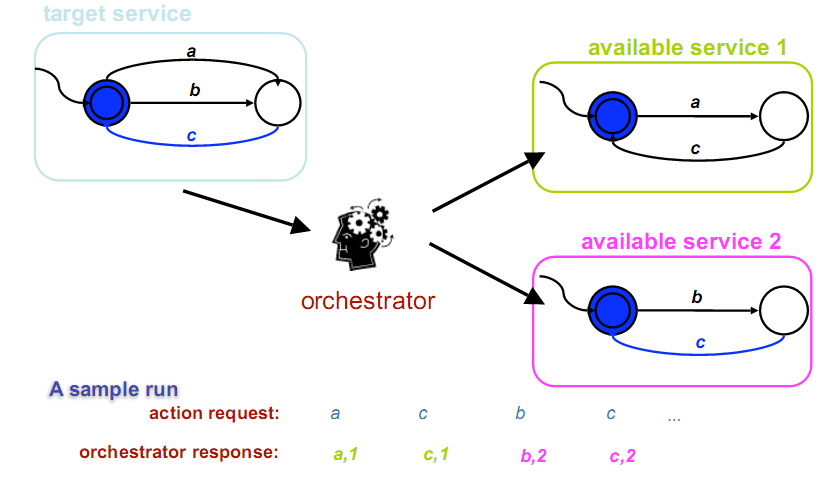 target service
a
b
c
available service 1
a
c
available service 2
b
c
orchestrator
A sample run
action request: a c b c ...
orchestrator response: a,1 c,1 b,2 c,2